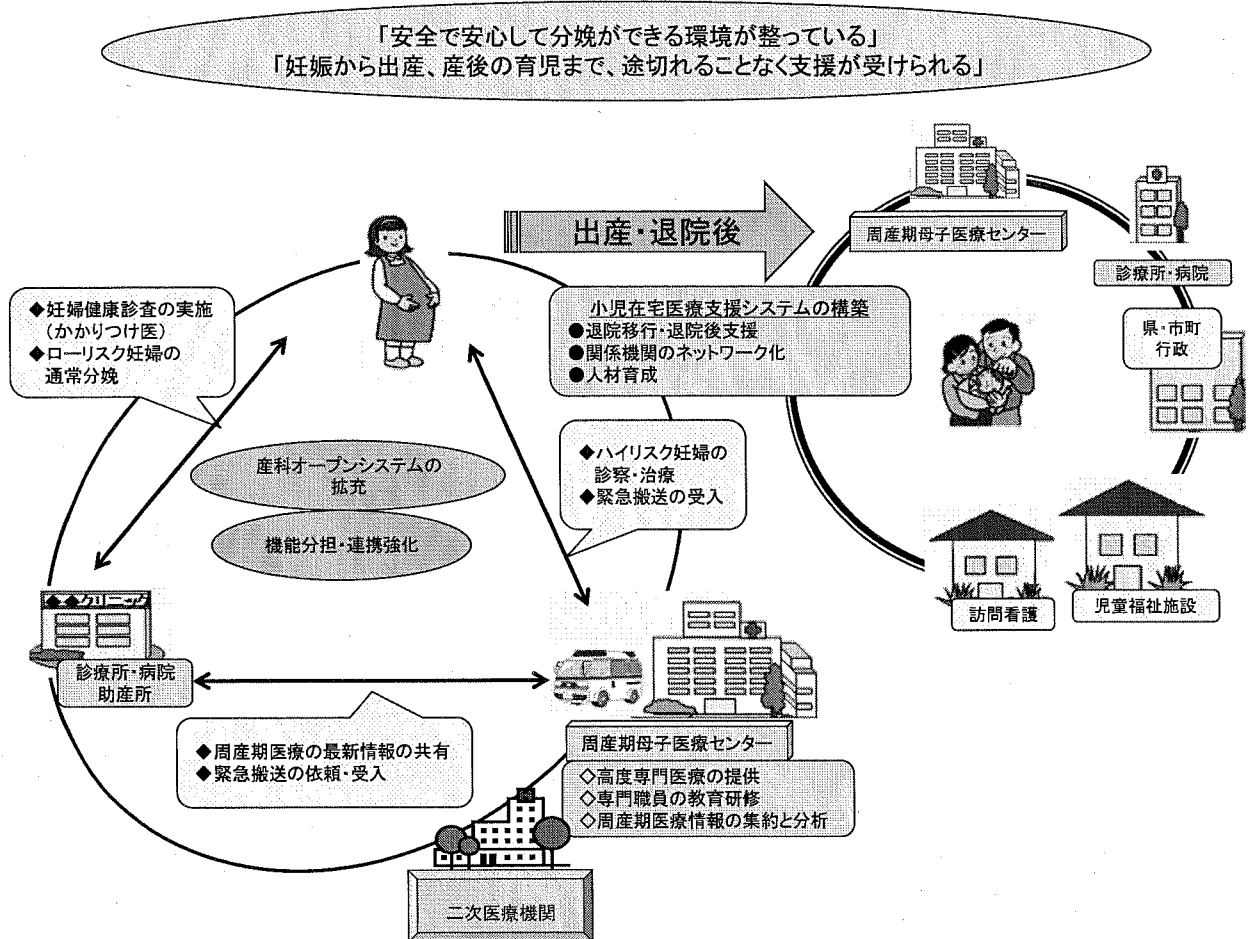 「安全で安心して分娩ができる環境が整っている」
「妊娠から出産、産後の育児まで、途切れることなく支援が受けられる」
出産・退院後
周産期母子医療センター
診療所・病院
県・市町
行政
児童福祉施設
訪問看護
小児在宅医療支援システムの構築
●退院移行・退院後支援
●関係機関のネットワーク化
●人材育成
◆妊婦健康診査の実施
(かかりつけ医)
◆ローリスク妊婦の
通常分娩
産科オープンシステムの
拡充
機能分担・連携強化
◆ハイリスク妊婦の
診察・治療
◆緊急搬送の受入
◆◆クリニック
診療所・病院
助産所
◆周産期医療の最新情報の共有
◆緊急搬送の依頼・受入
周産期母子医療センター
◇高度専門医療の提供
◇専門職員の教育研修
◇周産期医療情報の集約と分析
二次医療機関